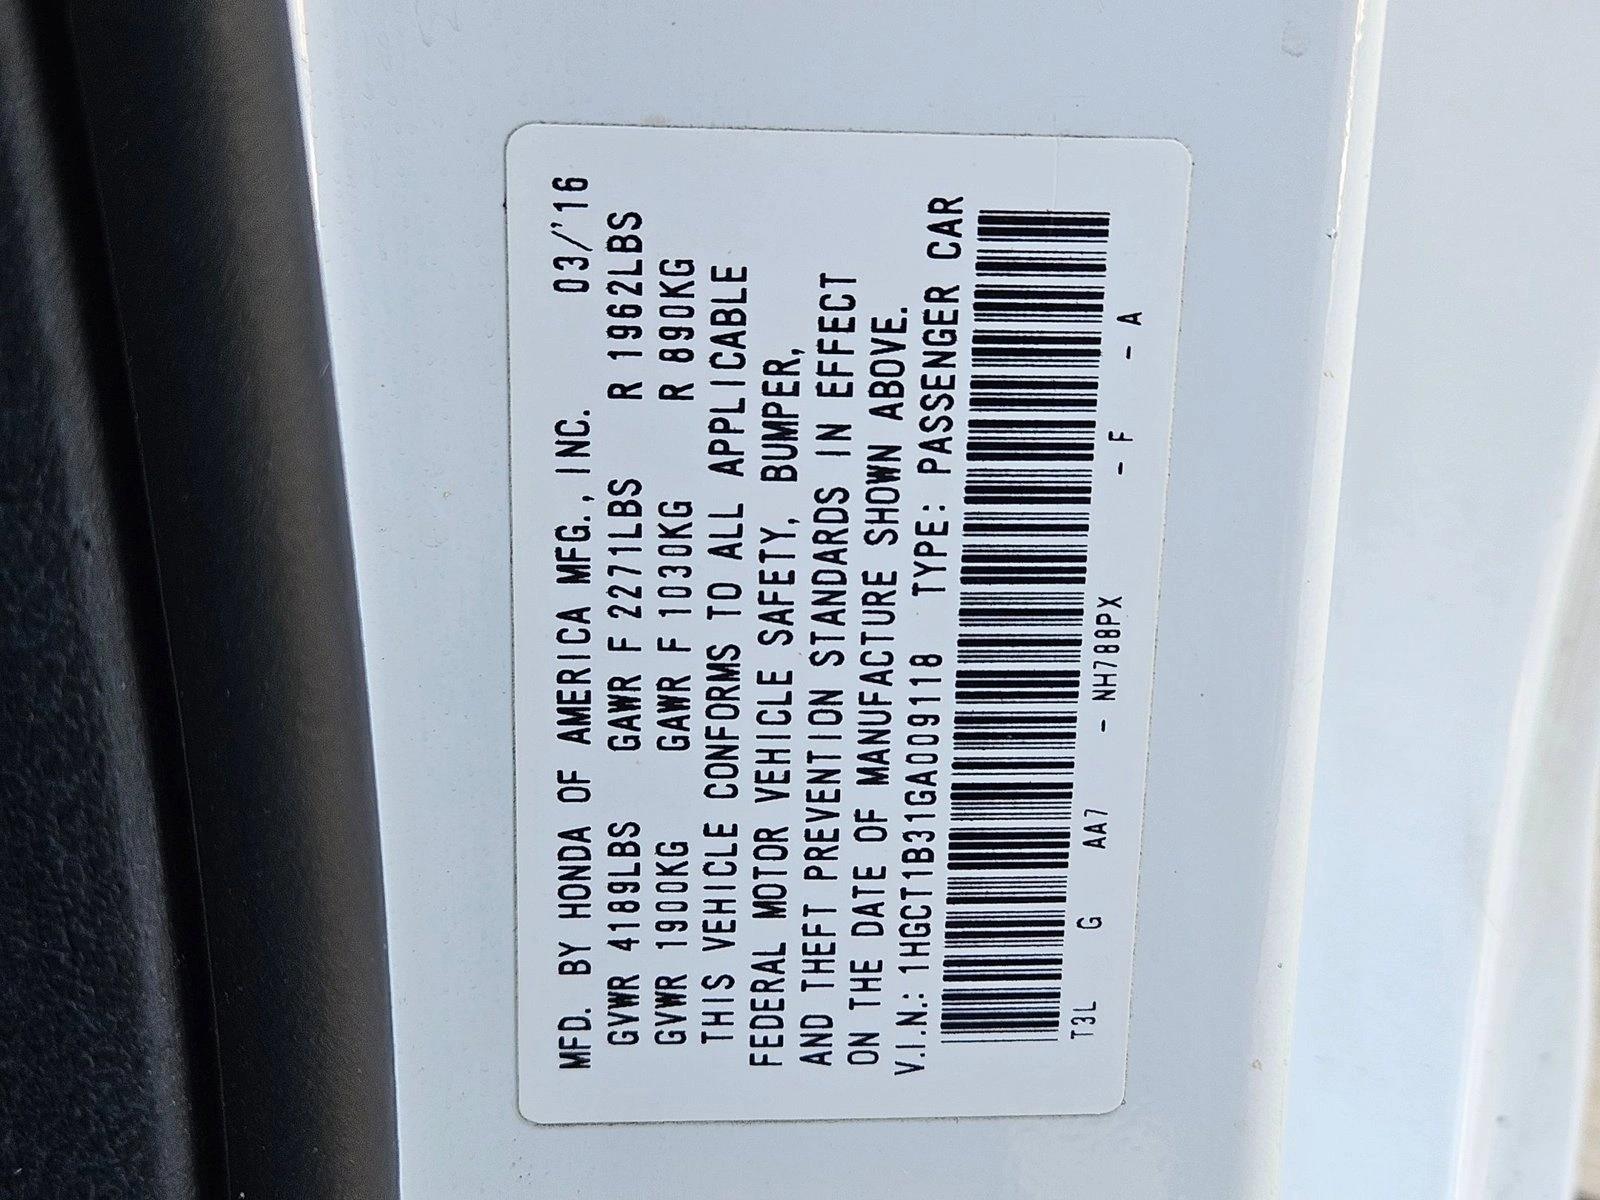 MFD. BY HONDA OF AMERICA MFG., INC. 03/'16
GVWR 4189LBS GAWR F 2271LBS R 1962LBS
GVWR 1900KG GAWR F 1030KG R 890KG
THIS VEHICLE CONFORMS TO ALL APPLICABLE
FEDERAL MOTOR VEHICLE SAFETY, BUMPER,
AND THEFT PREVENTION STANDARDS IN EFFECT
ON THE DATE OF MANUFACTURE SHOWN ABOVE.
V.I.N.: 1HGCT1B31GA009118 TYPE: PASSENGER CAR
T3L G AA7 - NH788PX - F - A